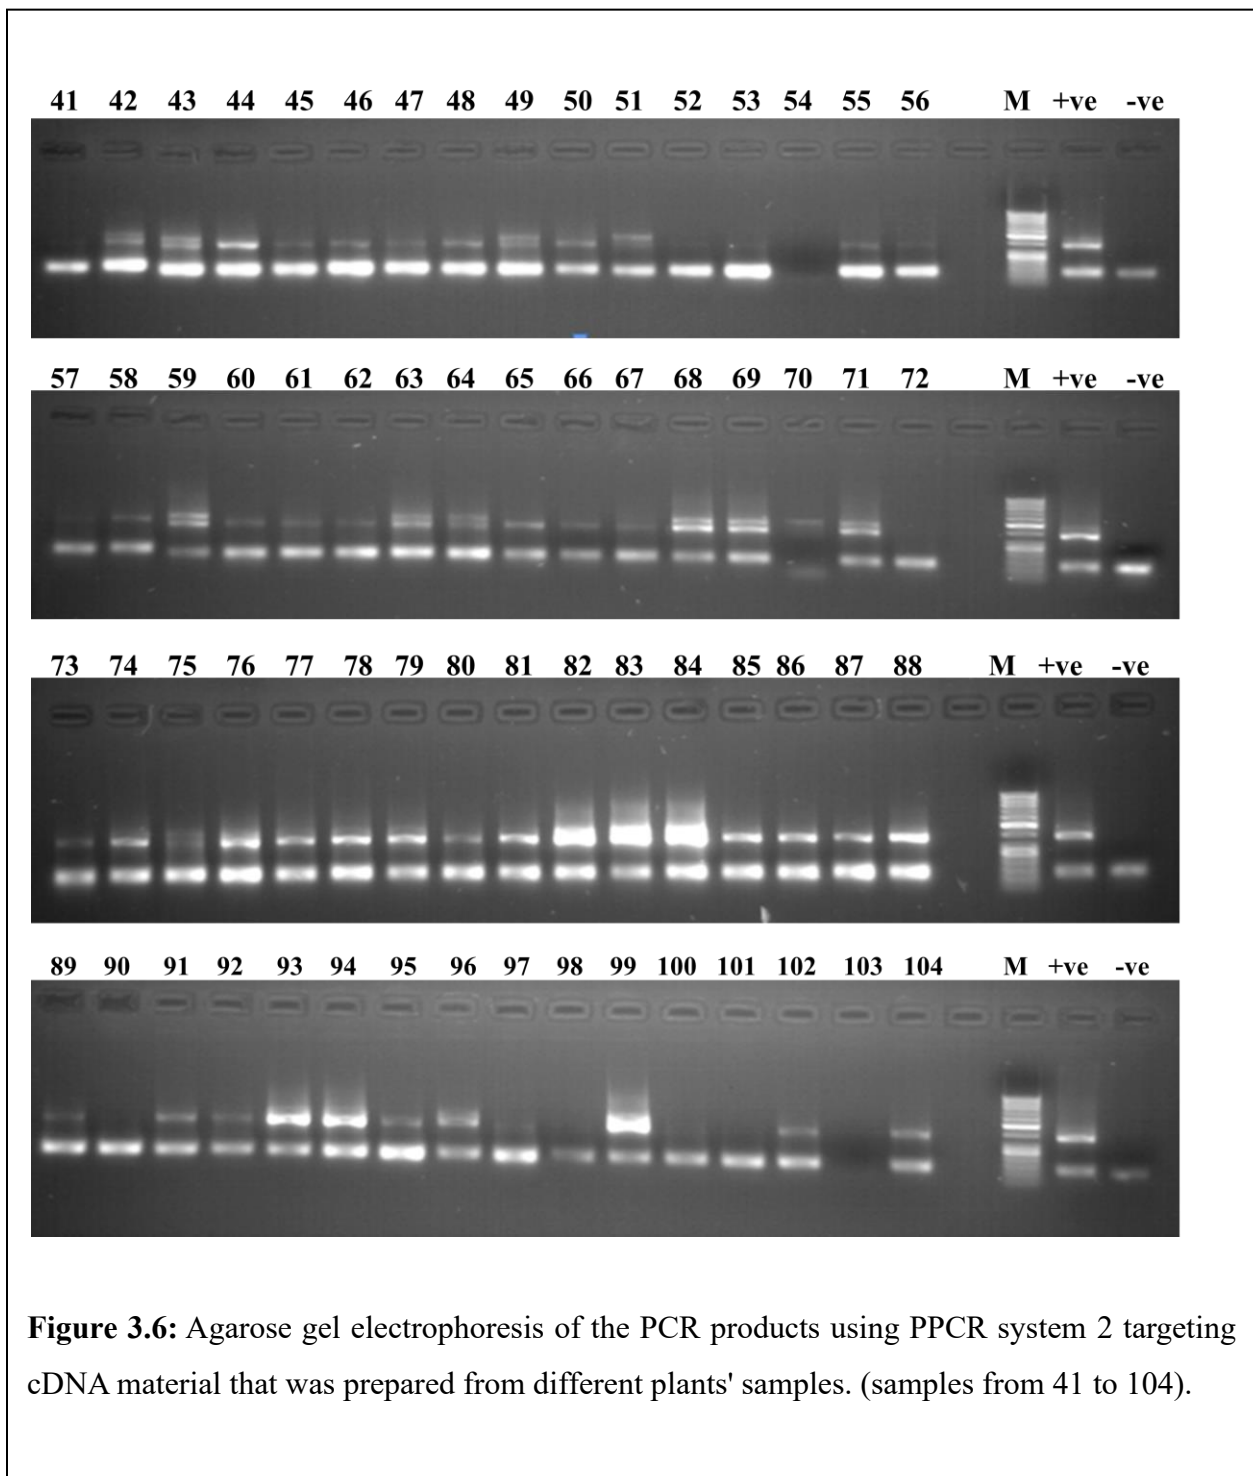 41 42 43 44 45 46 47 48 49 50 51 52 53 54 55 56 M +ve -ve
57 58 59 60 61 62 63 64 65 66 67 68 69 70 71 72 M +ve -ve
73 74 75 76 77 78 79 80 81 82 83 84 85 86 87 88 M +ve -ve
89 90 91 92 93 94 95 96 97 98 99 100 101 102 103 104 M +ve -ve
Figure 3.6: Agarose gel electrophoresis of the PCR products using PPCR system 2 targeting
cDNA material that was prepared from different plants' samples. (samples from 41 to 104).